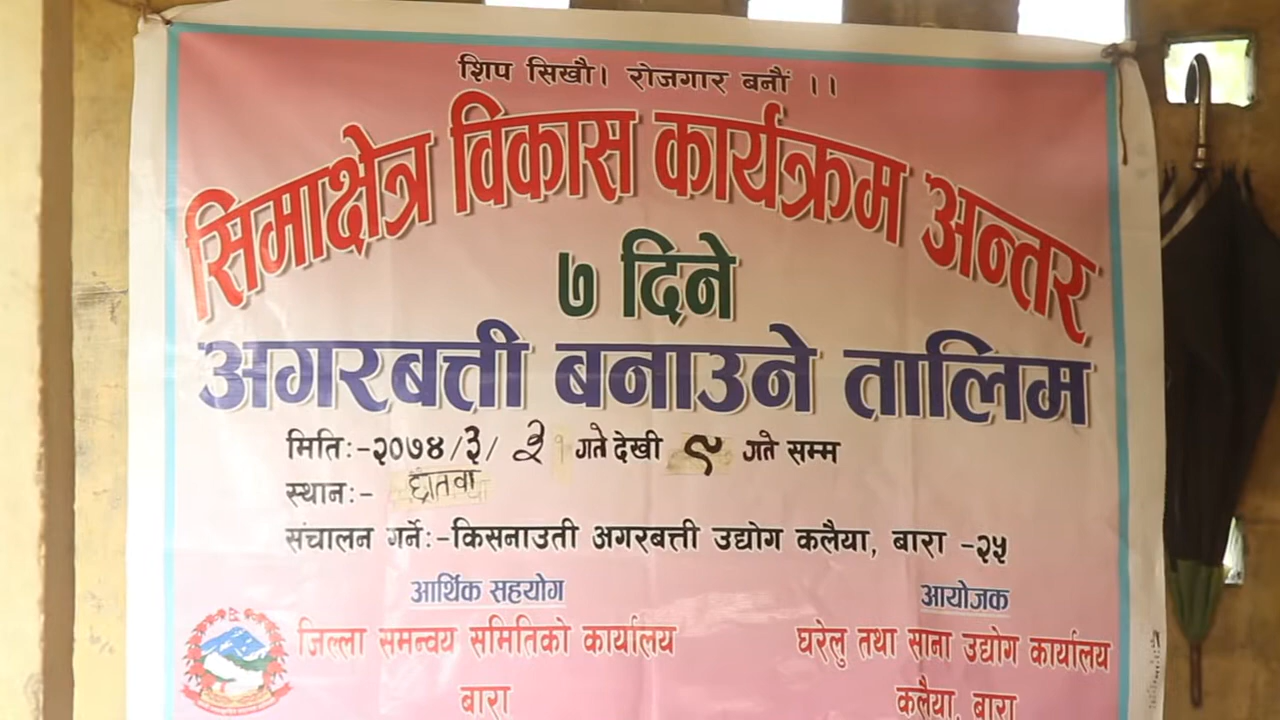 शिप सिखौ। रोजगार बनौं ।।
सिमाक्षेत्र विकास कार्यक्रम अन्तर
७ दिने
अगरबत्ती बनाउने तालिम
मिति:-२०७४/३/३ गते देखी ९ गते सम्म
स्थान:- छातवा
संचालन गर्ने:-किसनाउती अगरबत्ती उद्योग कलैया, बारा -२५
आर्थिक सहयोग
जिल्ला समन्वय समितिको कार्यालय
बारा
आयोजक
घरेलु तथा साना उद्योग कार्यालय
कलैया, बारा